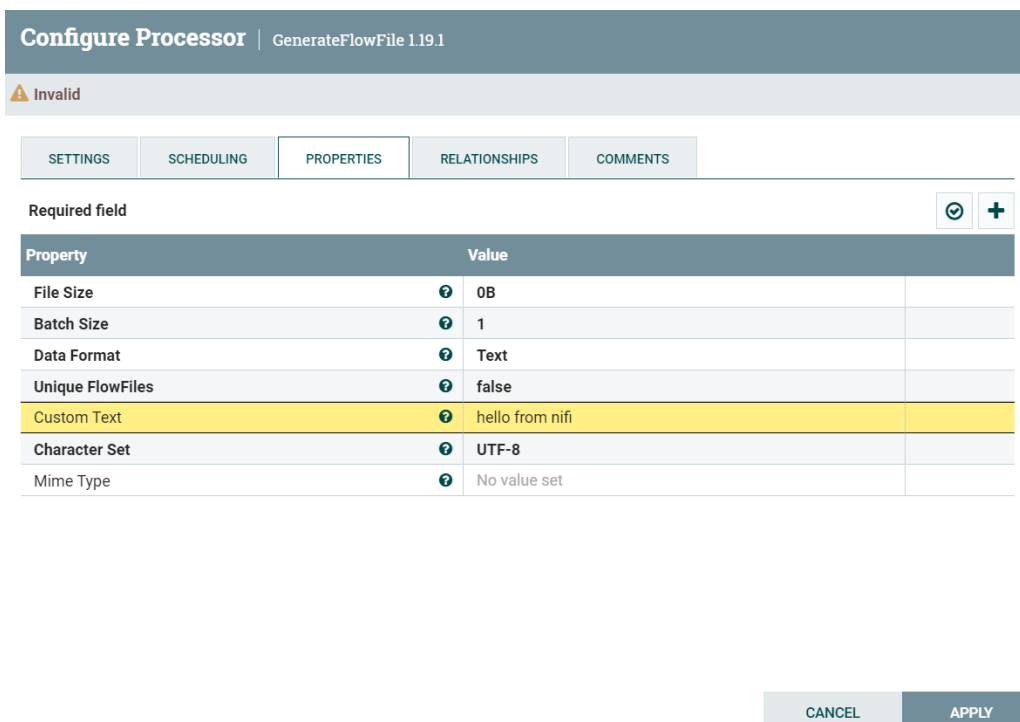 Configure Processor | GenerateFlowFile 1.19.1
Invalid
SETTINGS SCHEDULING PROPERTIES RELATIONSHIPS COMMENTS
Required field
Property Value
File Size 0B
Batch Size 1
Data Format Text
Unique FlowFiles false
Custom Text hello from nifi
Character Set UTF-8
Mime Type No value set
CANCEL APPLY